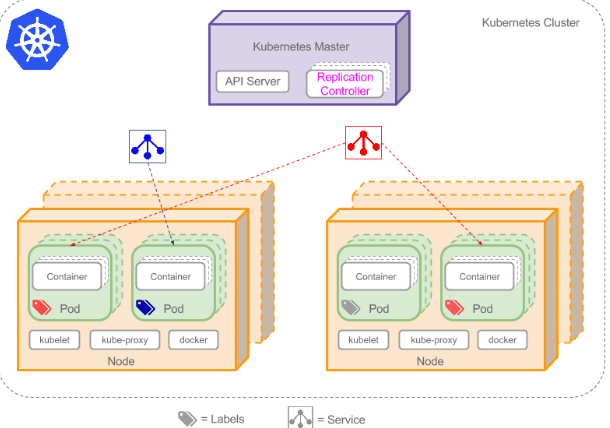 Kubernetes Cluster
Kubernetes Master
API Server
Replication
Controller
Container
Pod
Container
Pod
kubelet
kube-proxy
docker
Node
Container
Pod
Container
Pod
kubelet
kube-proxy
docker
Node
= Labels
= Service